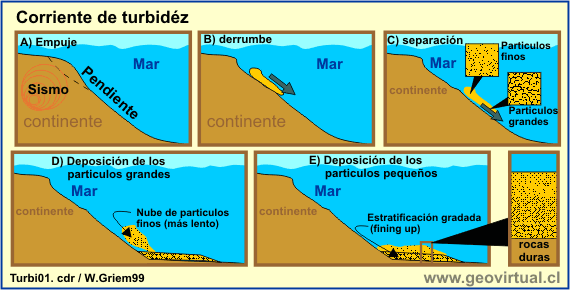 Corriente de turbidéz
A) Empuje
Mar
Pendiente
Sismo
continente
B) derrumbe
Mar
continente
C) separación
Particulos
finos
Mar
continente
Particulos
grandes
D) Deposición de los
particulos grandes
Mar
continente
Nube de particulos
finos (más lento)
E) Deposición de los
particulos pequeños
Mar
continente
Estratificación gradada
(fining up)
rocas
duras
Turbi01. cdr / W.Griem99
www.geovirtual.cl